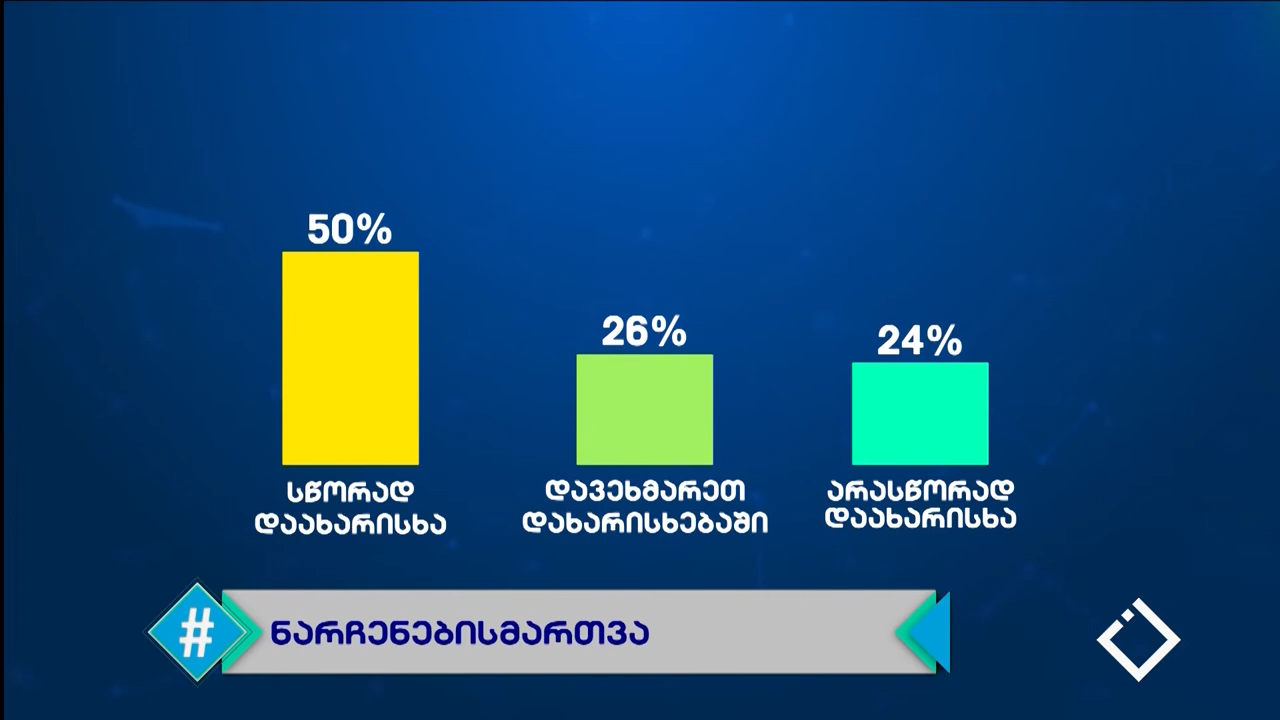 50%
26%
24%
სწორად
დაახარისხა
დავეხმარეთ
დახარისხებაში
არასწორად
დაახარისხა
# ნარჩენებისმართვა